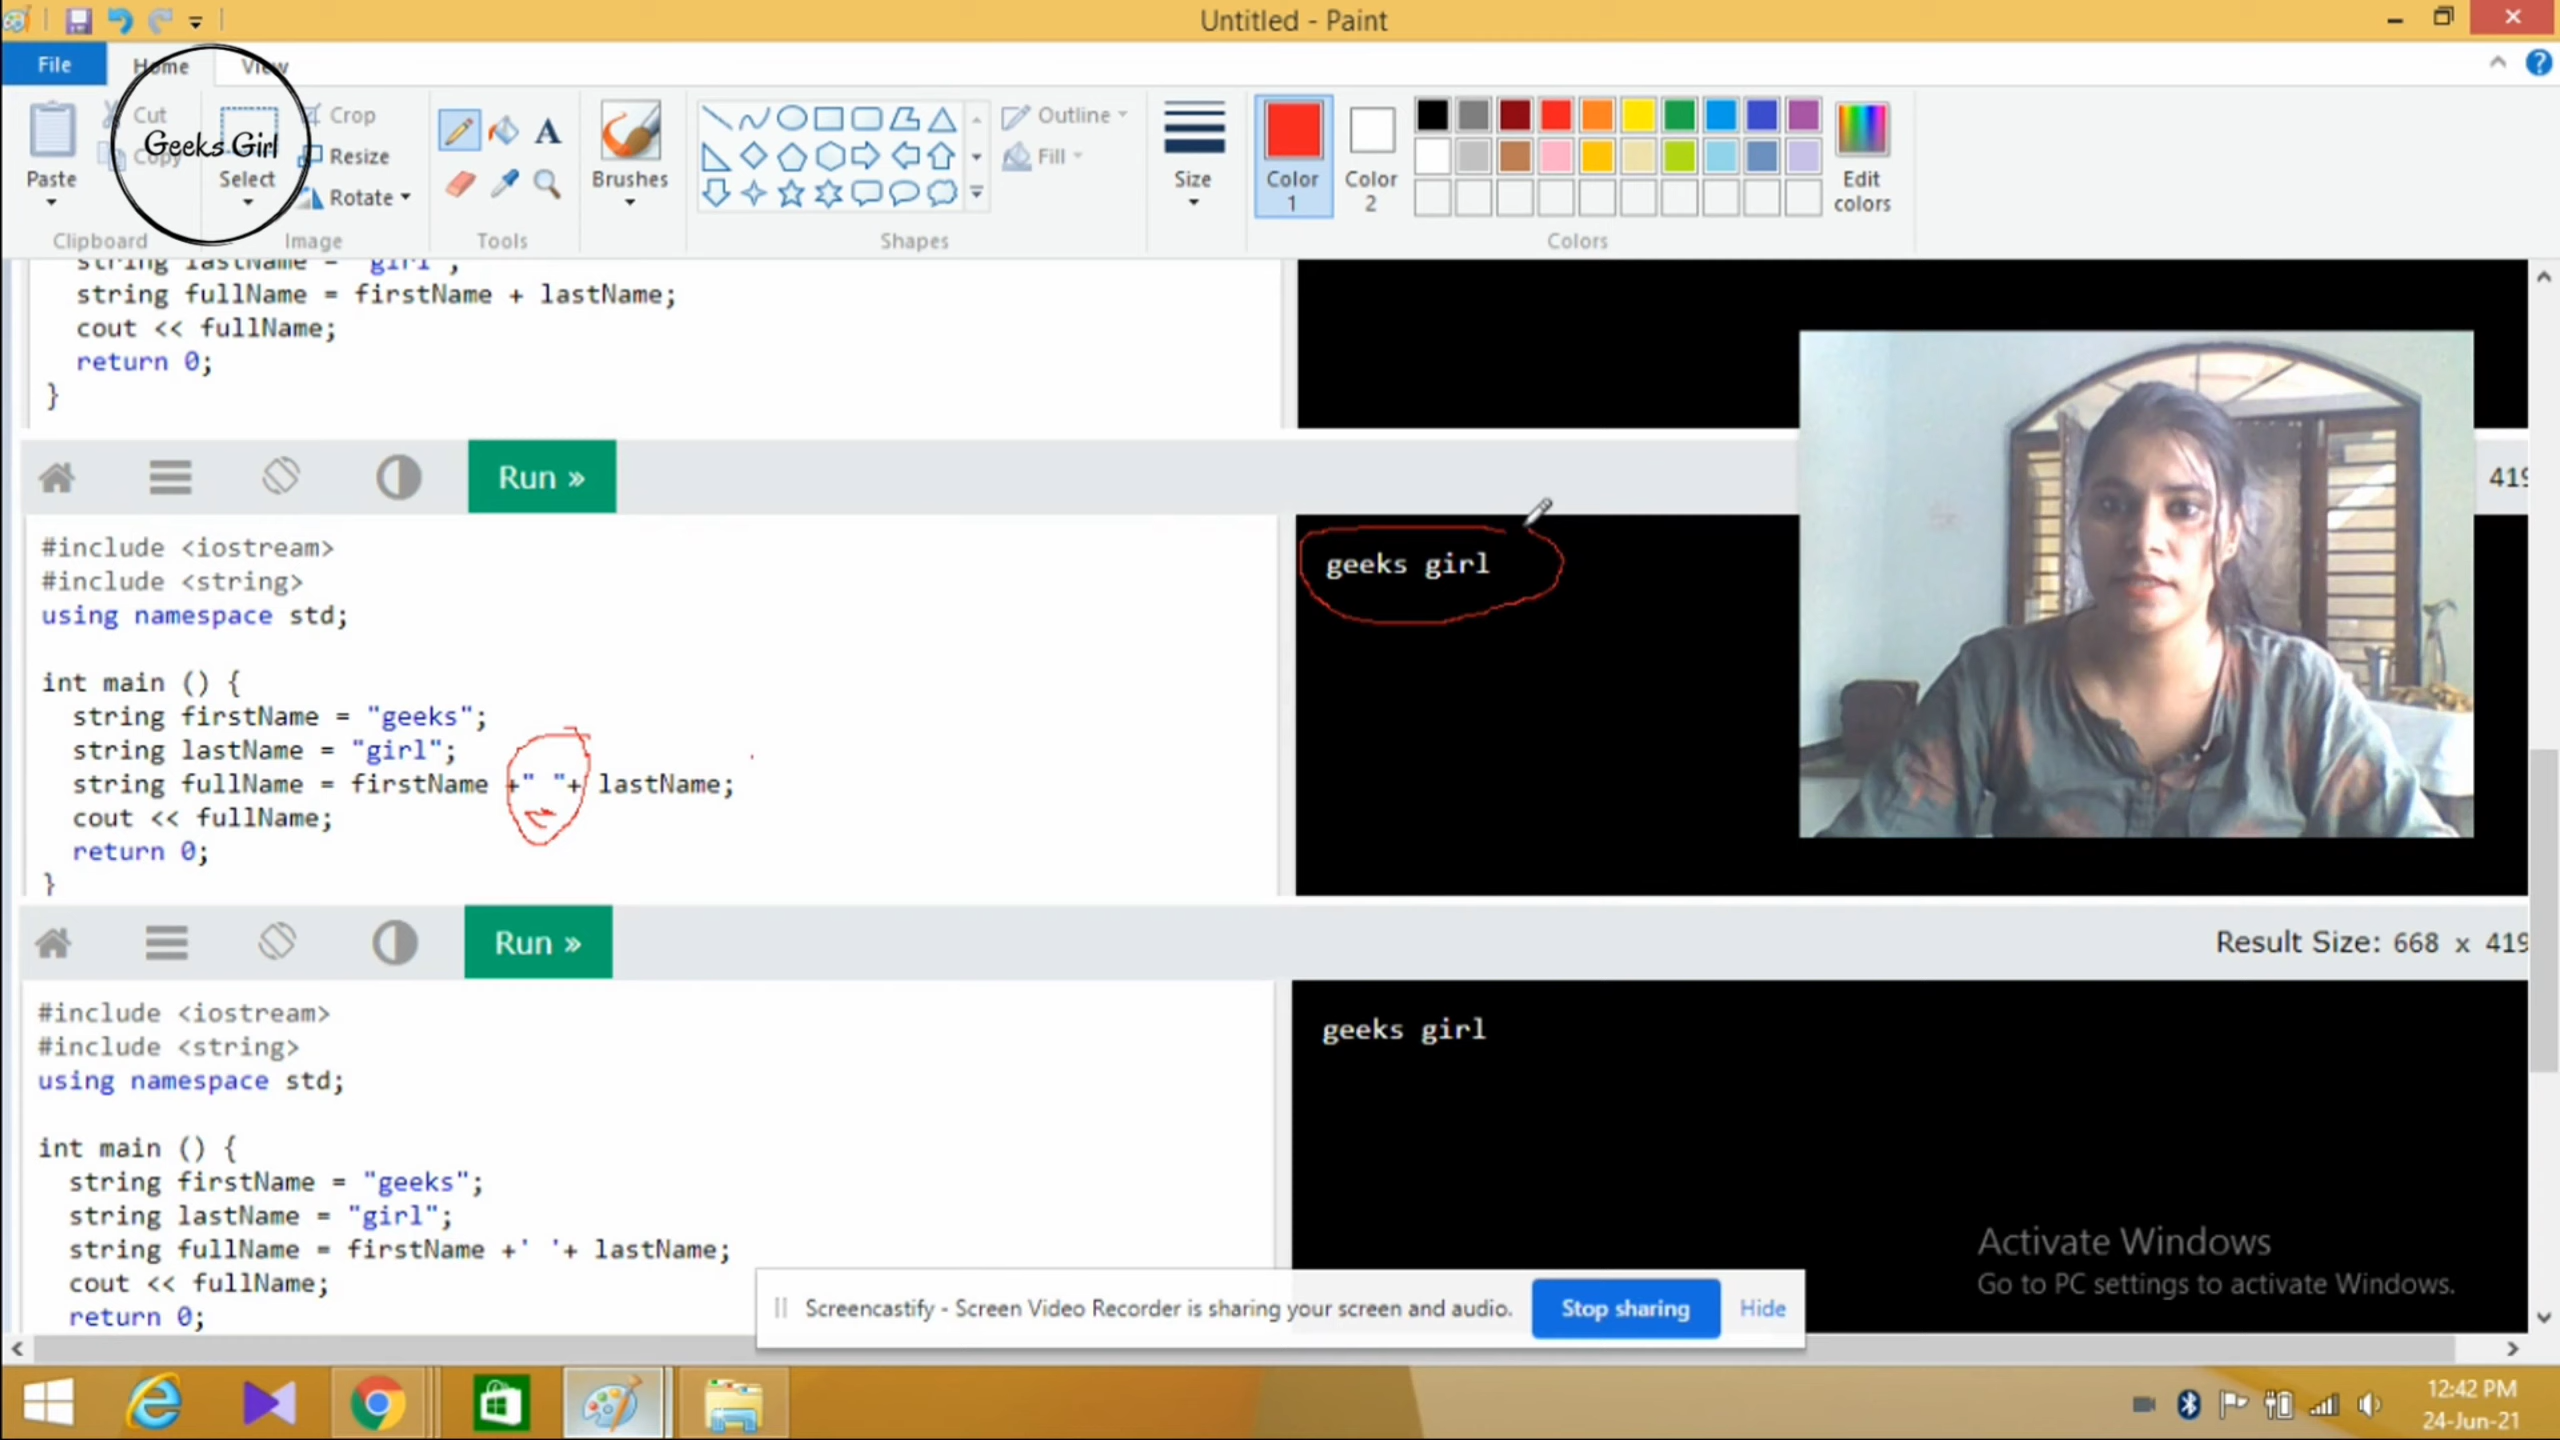 Untitled - Paint
File
Home
View
Paste
Cut
Copy
Geeks Girl
Select
Crop
Resize
Rotate
Brushes
Outline
Fill
Size
Color 1
Color 2
Edit colors
Clipboard
Image
Tools
Shapes
Colors
string lastName = "girl";
string fullName = firstName + lastName;
cout << fullName;
return 0;
}
Run »
419
#include <iostream>
#include <string>
using namespace std;
int main () {
string firstName = "geeks";
string lastName = "girl";
string fullName = firstName +" "+ lastName;
cout << fullName;
return 0;
}
geeks girl
Run »
Result Size: 668 x 419
#include <iostream>
#include <string>
using namespace std;
int main () {
string firstName = "geeks";
string lastName = "girl";
string fullName = firstName +' '+ lastName;
cout << fullName;
return 0;
geeks girl
Activate Windows
Go to PC settings to activate Windows.
Screencastify - Screen Video Recorder is sharing your screen and audio.
Stop sharing
Hide
12:42 PM
24-Jun-21